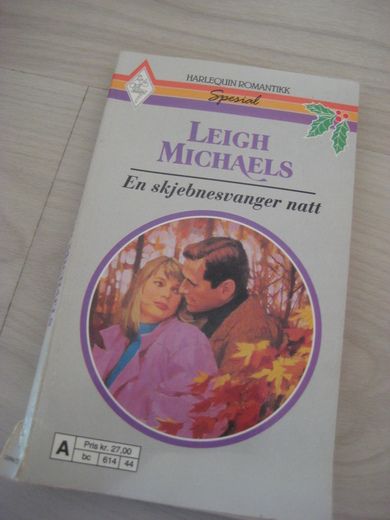 HARLEQUIN ROMANTIKK
Spesial
LEIGH
MICHAELS
En skjebnesvanger natt
A
Pris kr. 27,00
bc 614 44